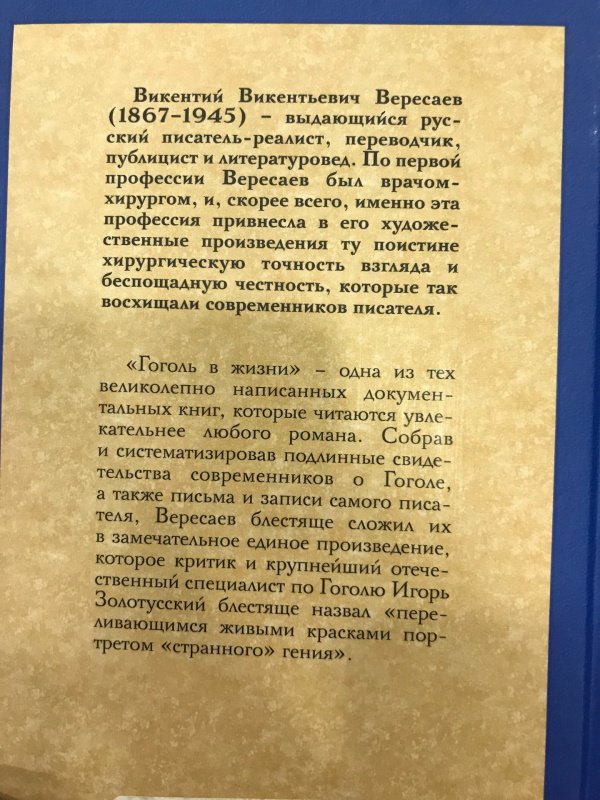 Викентий Викентьевич Вересаев
(1867–1945) – выдающийся рус-
ский писатель-реалист, переводчик,
публицист и литературовед. По первой
профессии Вересаев был врачом-
хирургом, и, скорее всего, именно эта
профессия привнесла в его художе-
ственные произведения ту поистине
хирургическую точность взгляда и
беспощадную честность, которые так
восхищали современников писателя.
«Гоголь в жизни» – одна из тех
великолепно написанных докумен-
тальных книг, которые читаются увле-
кательнее любого романа. Собрав
и систематизировав подлинные свиде-
тельства современников о Гоголе,
а также письма и записи самого писа-
теля, Вересаев блестяще сложил их
в замечательное единое произведение,
которое критик и крупнейший отече-
ственный специалист по Гоголю Игорь
Золотусский блестяще назвал «пере-
ливающимся живыми красками пор-
третом «странного» гения».